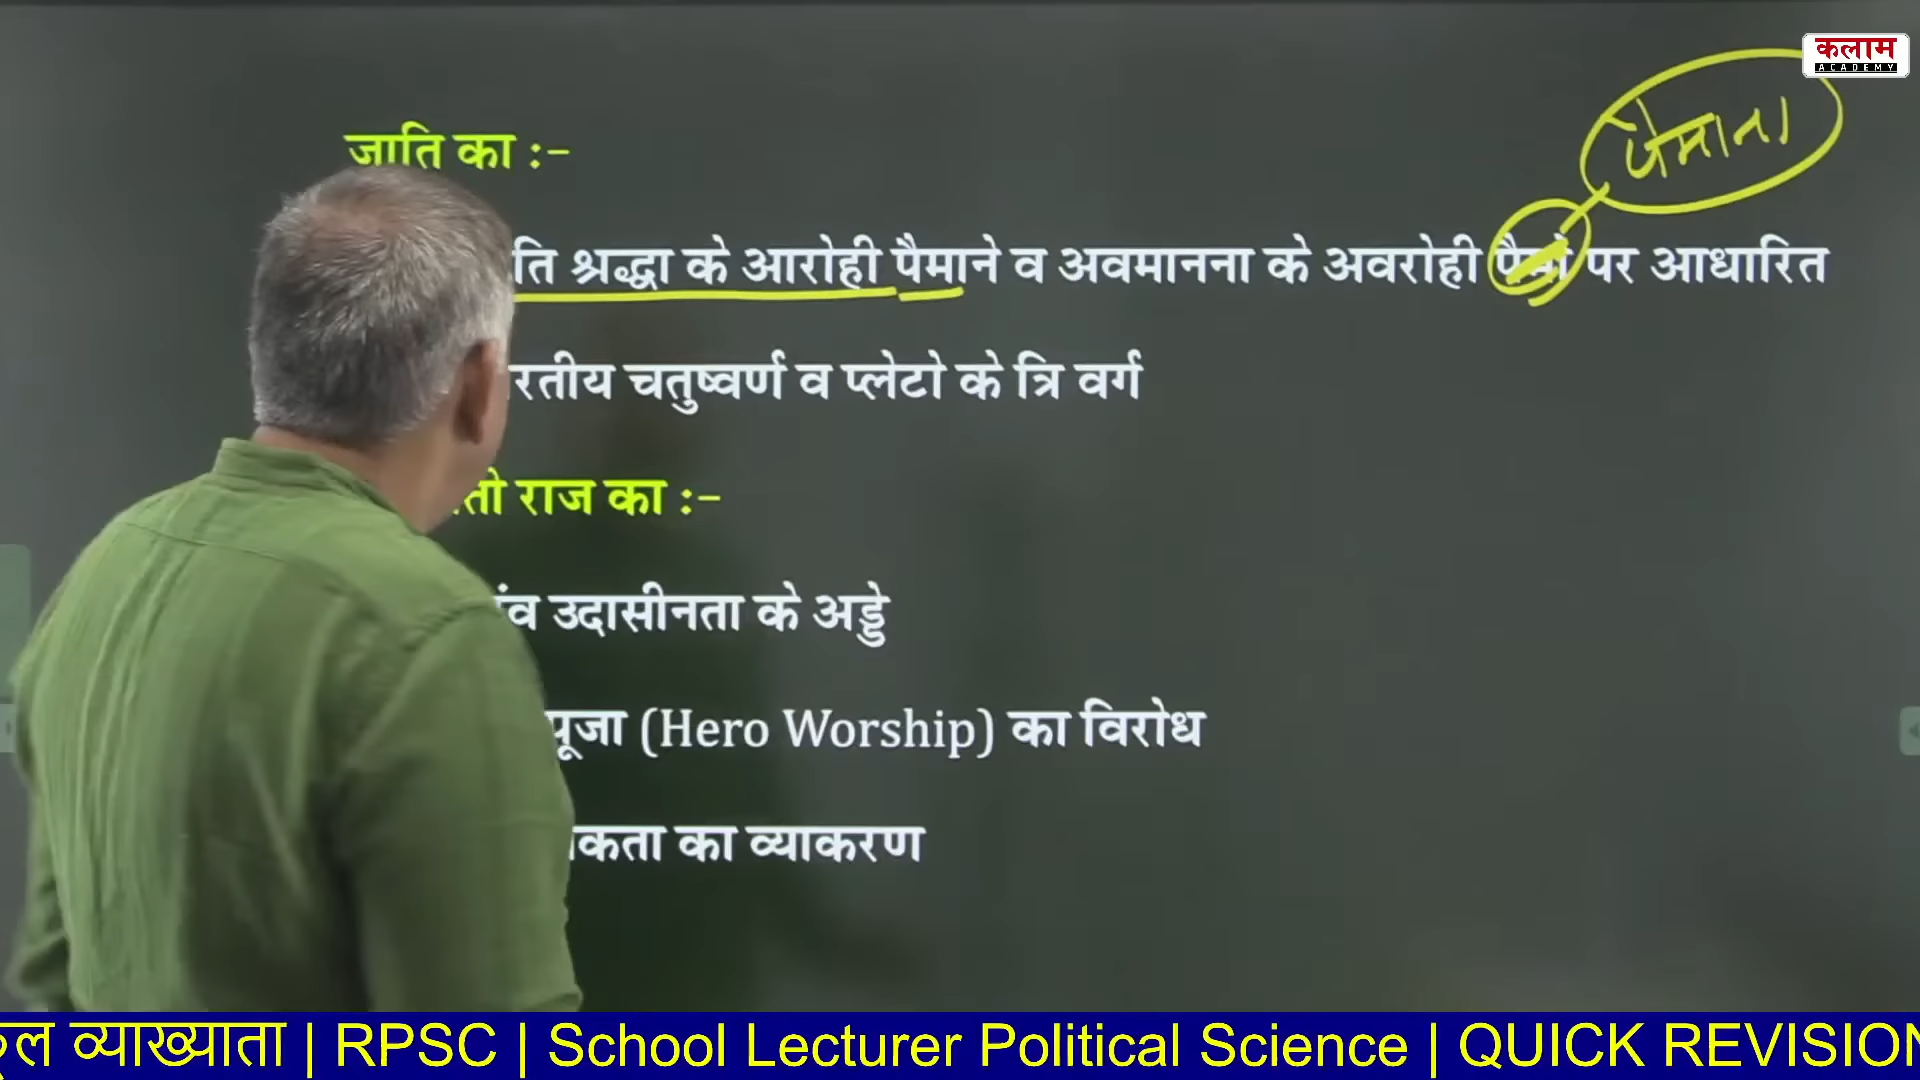 कलाम
ACADEMY
पैमाना
जाति का :-
ति श्रद्धा के आरोही पैमाने व अवमानना के अवरोही पर आधारित
रतीय चतुष्वर्ण व प्लेटो के त्रि वर्ग
ती राज का :-
ंव उदासीनता के अड्डे
पूजा (Hero Worship) का विरोध
कता का व्याकरण
कूल व्याख्याता | RPSC | School Lecturer Political Science | QUICK REVISION